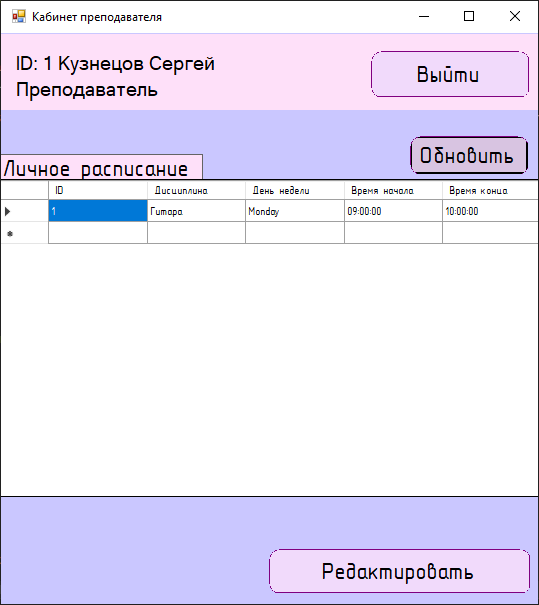 Кабинет преподавателя
ID: 1 Кузнецов Сергей
Преподаватель
Выйти
Обновить
Личное расписание
ID Дисциплина День недели Время начала Время конца
1 Гитара Monday 09:00:00 10:00:00
Редактировать